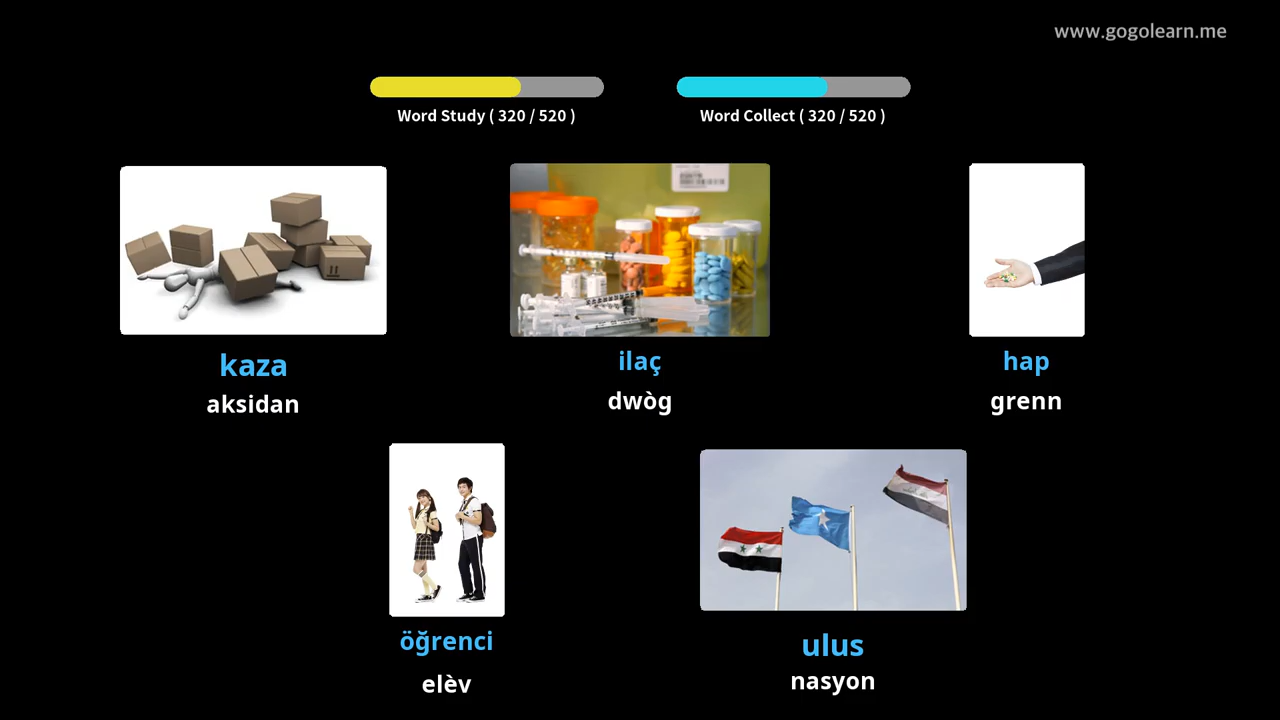 www.gogolearn.me
Word Study ( 320 / 520 )
Word Collect ( 320 / 520 )
kaza
aksidan
ilaç
dwòg
hap
grenn
öğrenci
elèv
ulus
nasyon